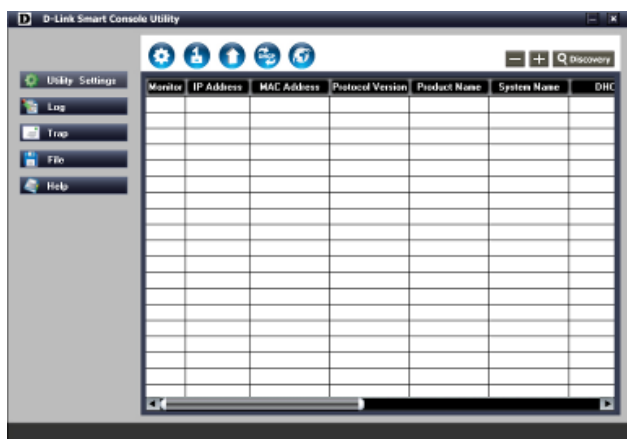 D-Link Smart Console Utility
Discovery
Utility Settings
Log
Trap
File
Help
Monitor IP Address MAC Address Protocol Version Product Name System Name DHC